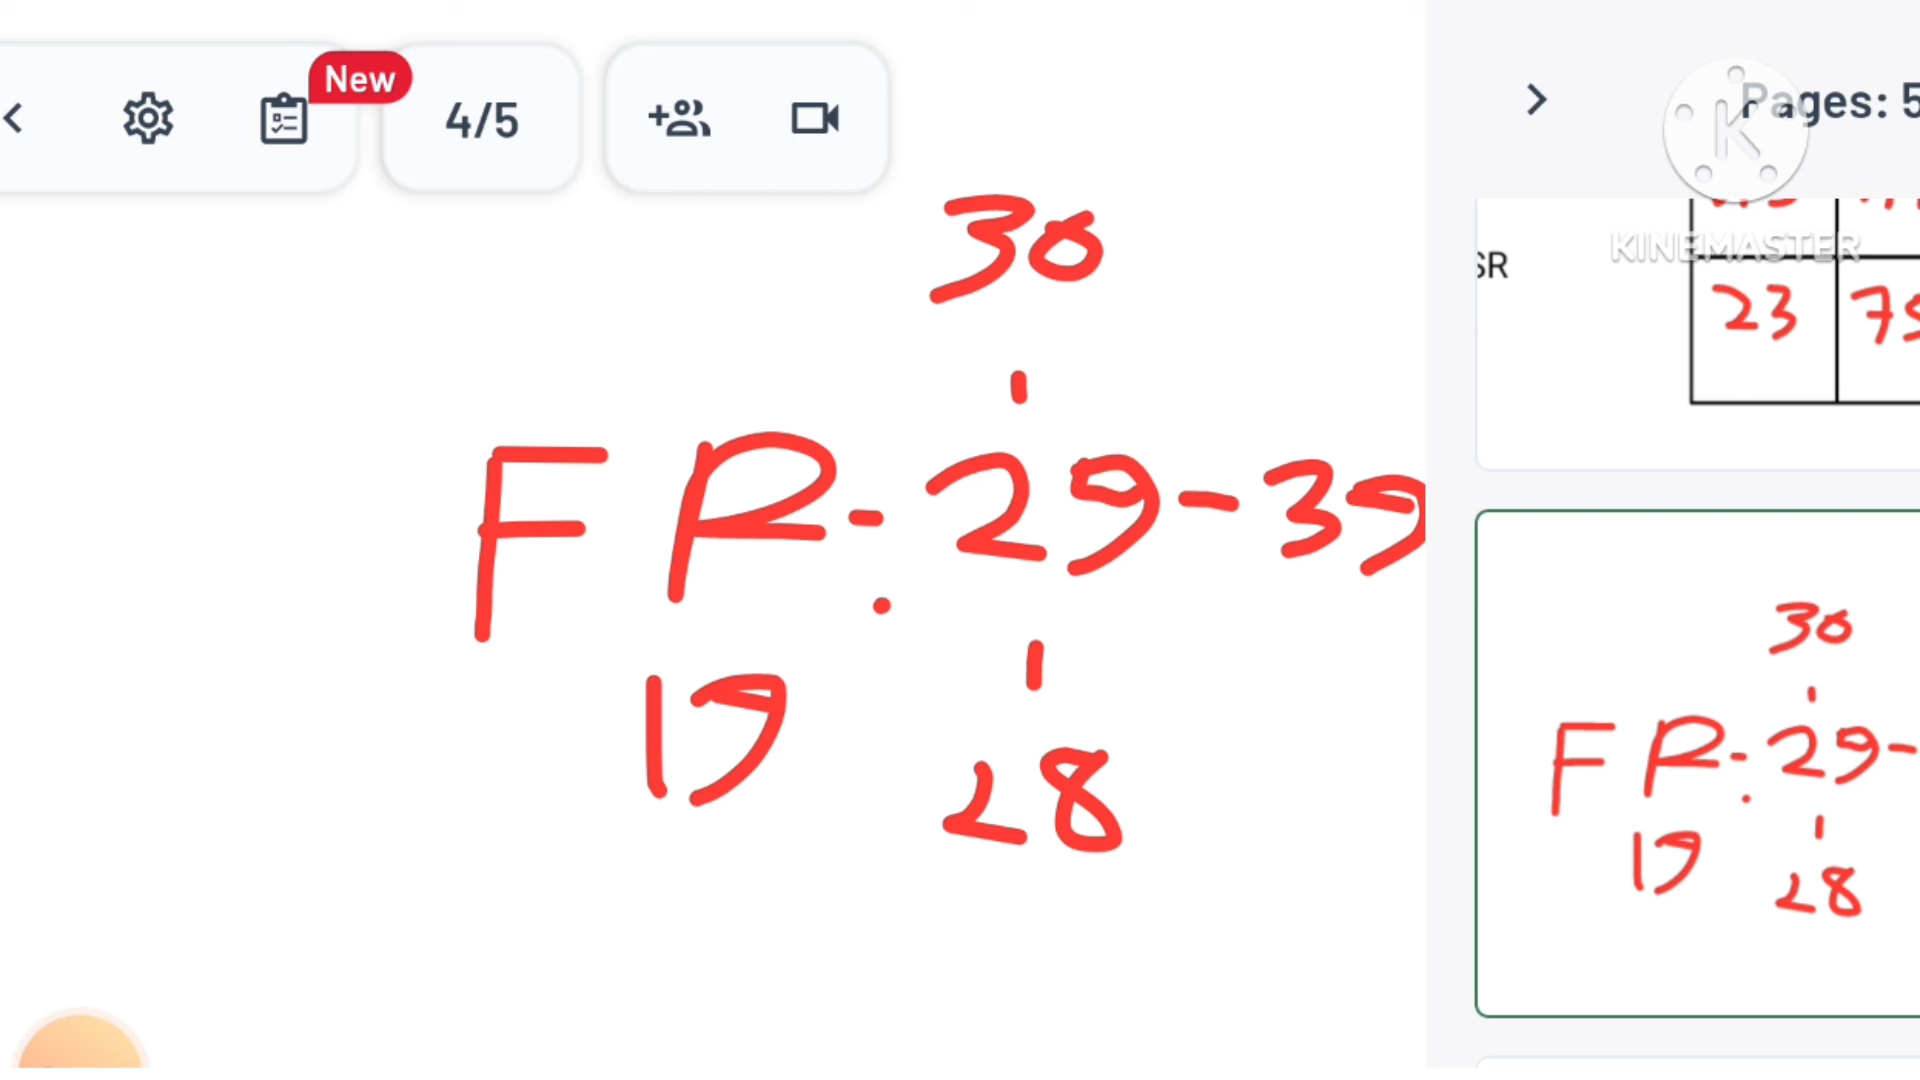 New
4/5
Pages: 5
KINEMASTER
SR
23
30
FR:- 29-39
19
28
30
FR:- 29-
19
28